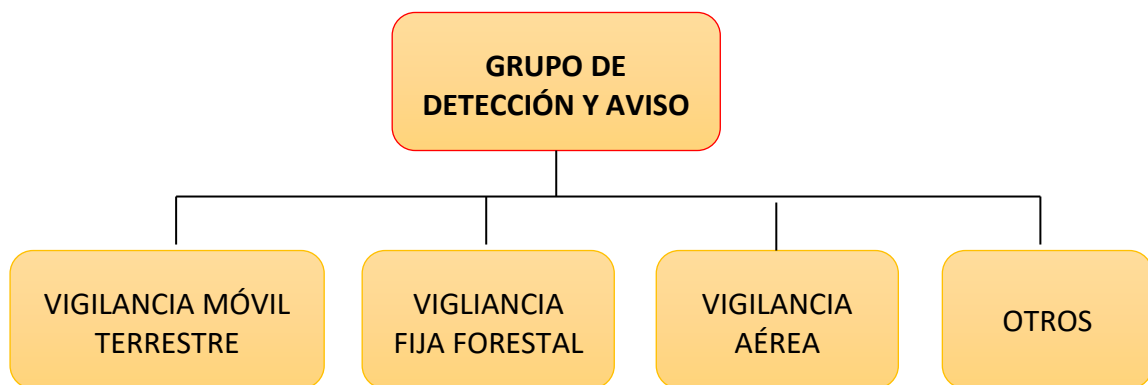 GRUPO DE
DETECCIÓN Y AVISO
VIGILANCIA MÓVIL
TERRESTRE
VIGLIANCIA
FIJA FORESTAL
VIGILANCIA
AÉREA
OTROS